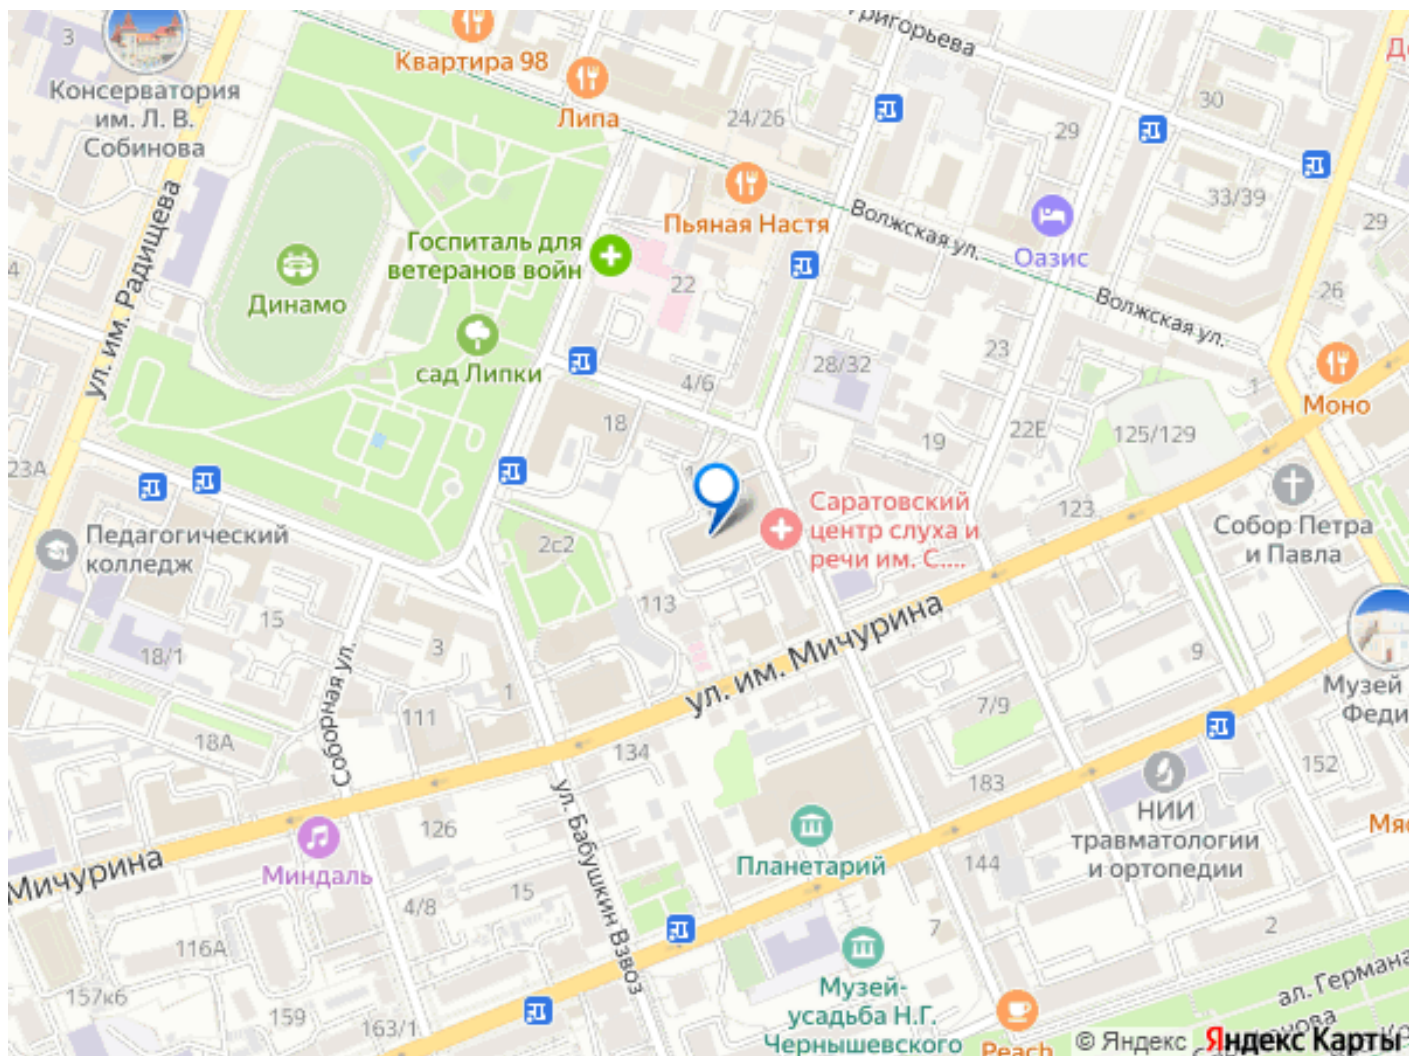 3
Консерватория
им. Л. В.
Собинова
Квартира 98
Липа
24/26
Григорьева
30
29
33/39
29
26
Волжская ул.
Оазис
Волжская ул.
Пьяная Настя
Госпиталь для
ветеранов войн
22
ул. им. Радищева
4
Динамо
сад Липки
4/6
28/32
23
1
Моно
18
19
22Е
125/129
23А
Педагогический
колледж
2с2
Саратовский
центр слуха и
речи им. С....
123
Собор Петра
и Павла
113
15
18/1
3
1
Соборная ул.
111
18А
ул. им. Мичурина
134
9
7/9
Музей
Феди
183
152
НИИ
травматологии
и ортопедии
Планетарий
126
ул. Бабушкин Взвоз
Миндаль
Мичурина
15
4/8
144
116А
7
2
157к6
159
163/1
Музей-
усадьба Н.Г.
Чернышевского
Peach
ал. Германа
© Яндекс Яндекс Карты